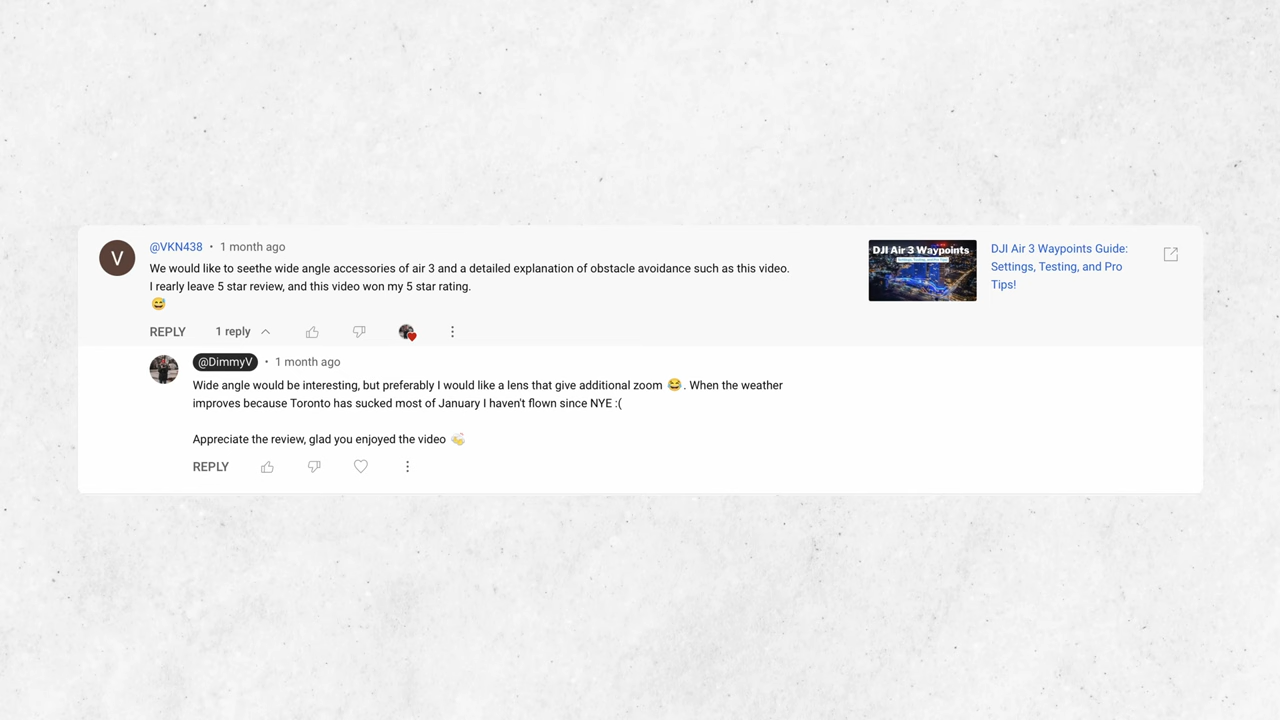 V
@VKN438 • 1 month ago
We would like to seethe wide angle accessories of air 3 and a detailed explanation of obstacle avoidance such as this video.
I rearly leave 5 star review, and this video won my 5 star rating.
😅
REPLY 1 reply
DJI Air 3 Waypoints
Settings, Testing, and Pro Tips!
DJI Air 3 Waypoints Guide:
Settings, Testing, and Pro
Tips!
@DimmyV • 1 month ago
Wide angle would be interesting, but preferably I would like a lens that give additional zoom 😂. When the weather
improves because Toronto has sucked most of January I haven't flown since NYE :(
Appreciate the review, glad you enjoyed the video 🍻
REPLY